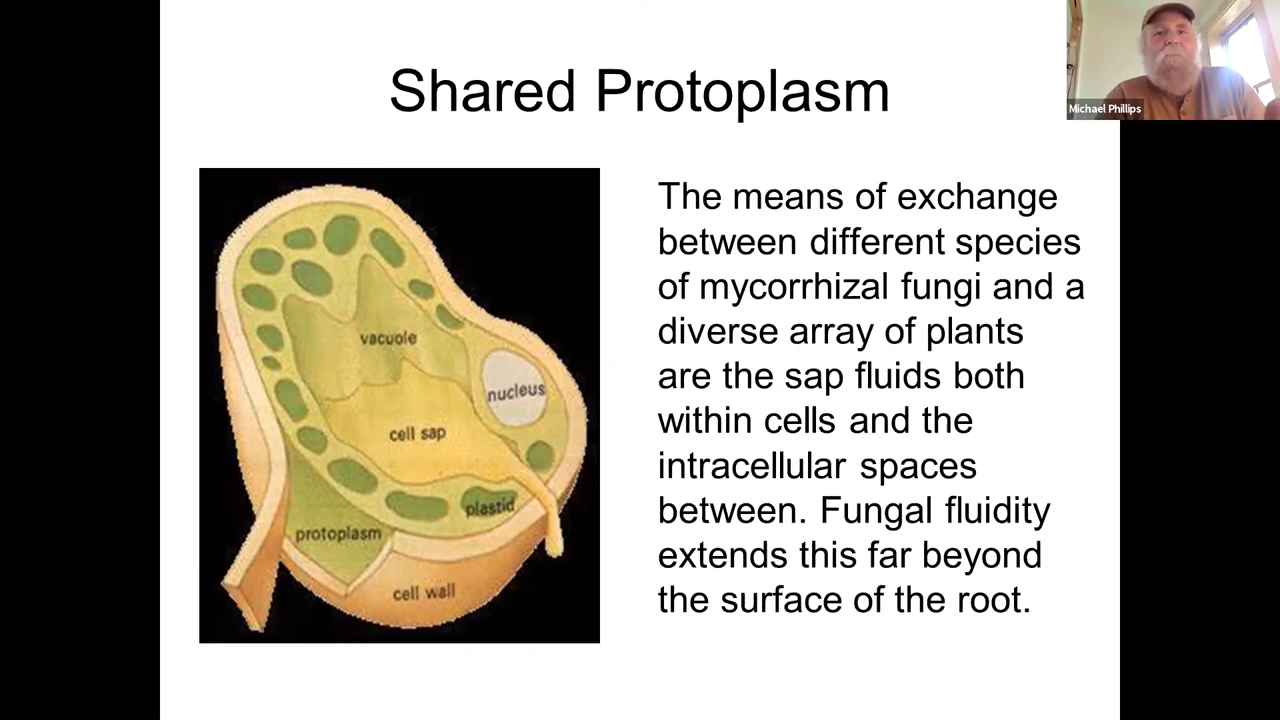 Shared Protoplasm
Michael Phillips
The means of exchange
between different species
of mycorrhizal fungi and a
diverse array of plants
are the sap fluids both
within cells and the
intracellular spaces
between. Fungal fluidity
extends this far beyond
the surface of the root.
vacuole
nucleus
cell sap
plastid
protoplasm
cell wall